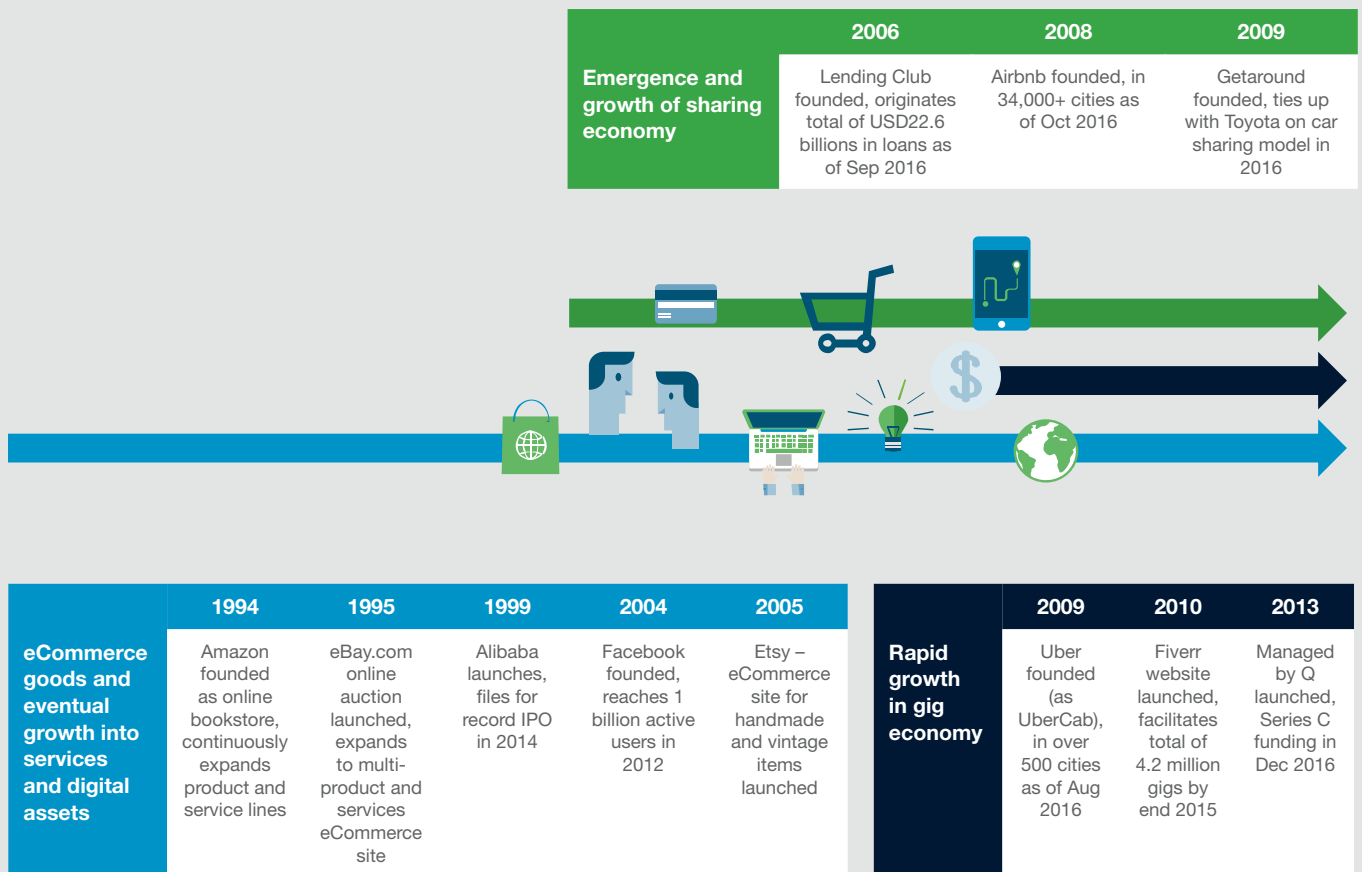 2006
2008
2009
Emergence and
growth of sharing
economy
Lending Club
founded, originates
total of USD22.6
billions in loans as
of Sep 2016
Airbnb founded, in
34,000+ cities as
of Oct 2016
Getaround
founded, ties up
with Toyota on car
sharing model in
2016
$
eCommerce
goods and
eventual
growth into
services
and digital
assets
1994
Amazon
founded
as online
bookstore,
continuously
expands
product and
service lines
1995
eBay.com
online
auction
launched,
expands
to multi-
product and
services
eCommerce
site
1999
Alibaba
launches,
files for
record IPO
in 2014
2004
Facebook
founded,
reaches 1
billion active
users in
2012
2005
Etsy –
eCommerce
site for
handmade
and vintage
items
launched
Rapid
growth
in gig
economy
2009
Uber
founded
(as
UberCab),
in over
500 cities
as of Aug
2016
2010
Fiverr
website
launched,
facilitates
total of
4.2 million
gigs by
end 2015
2013
Managed
by Q
launched,
Series C
funding in
Dec 2016